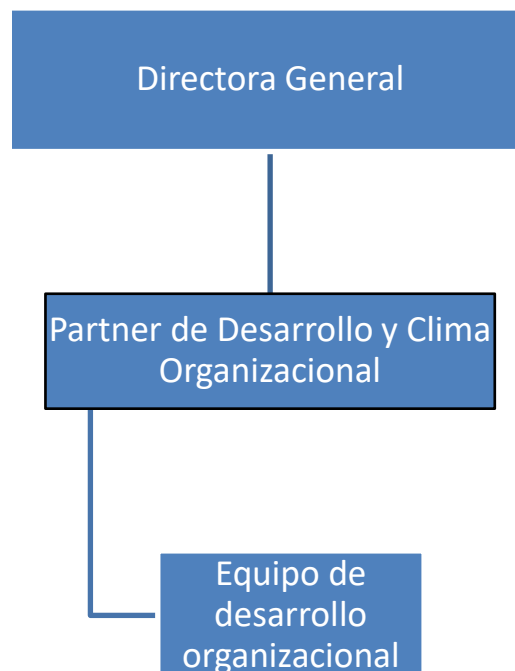 Directora General
Partner de Desarrollo y Clima
Organizacional
Equipo de
desarrollo
organizacional